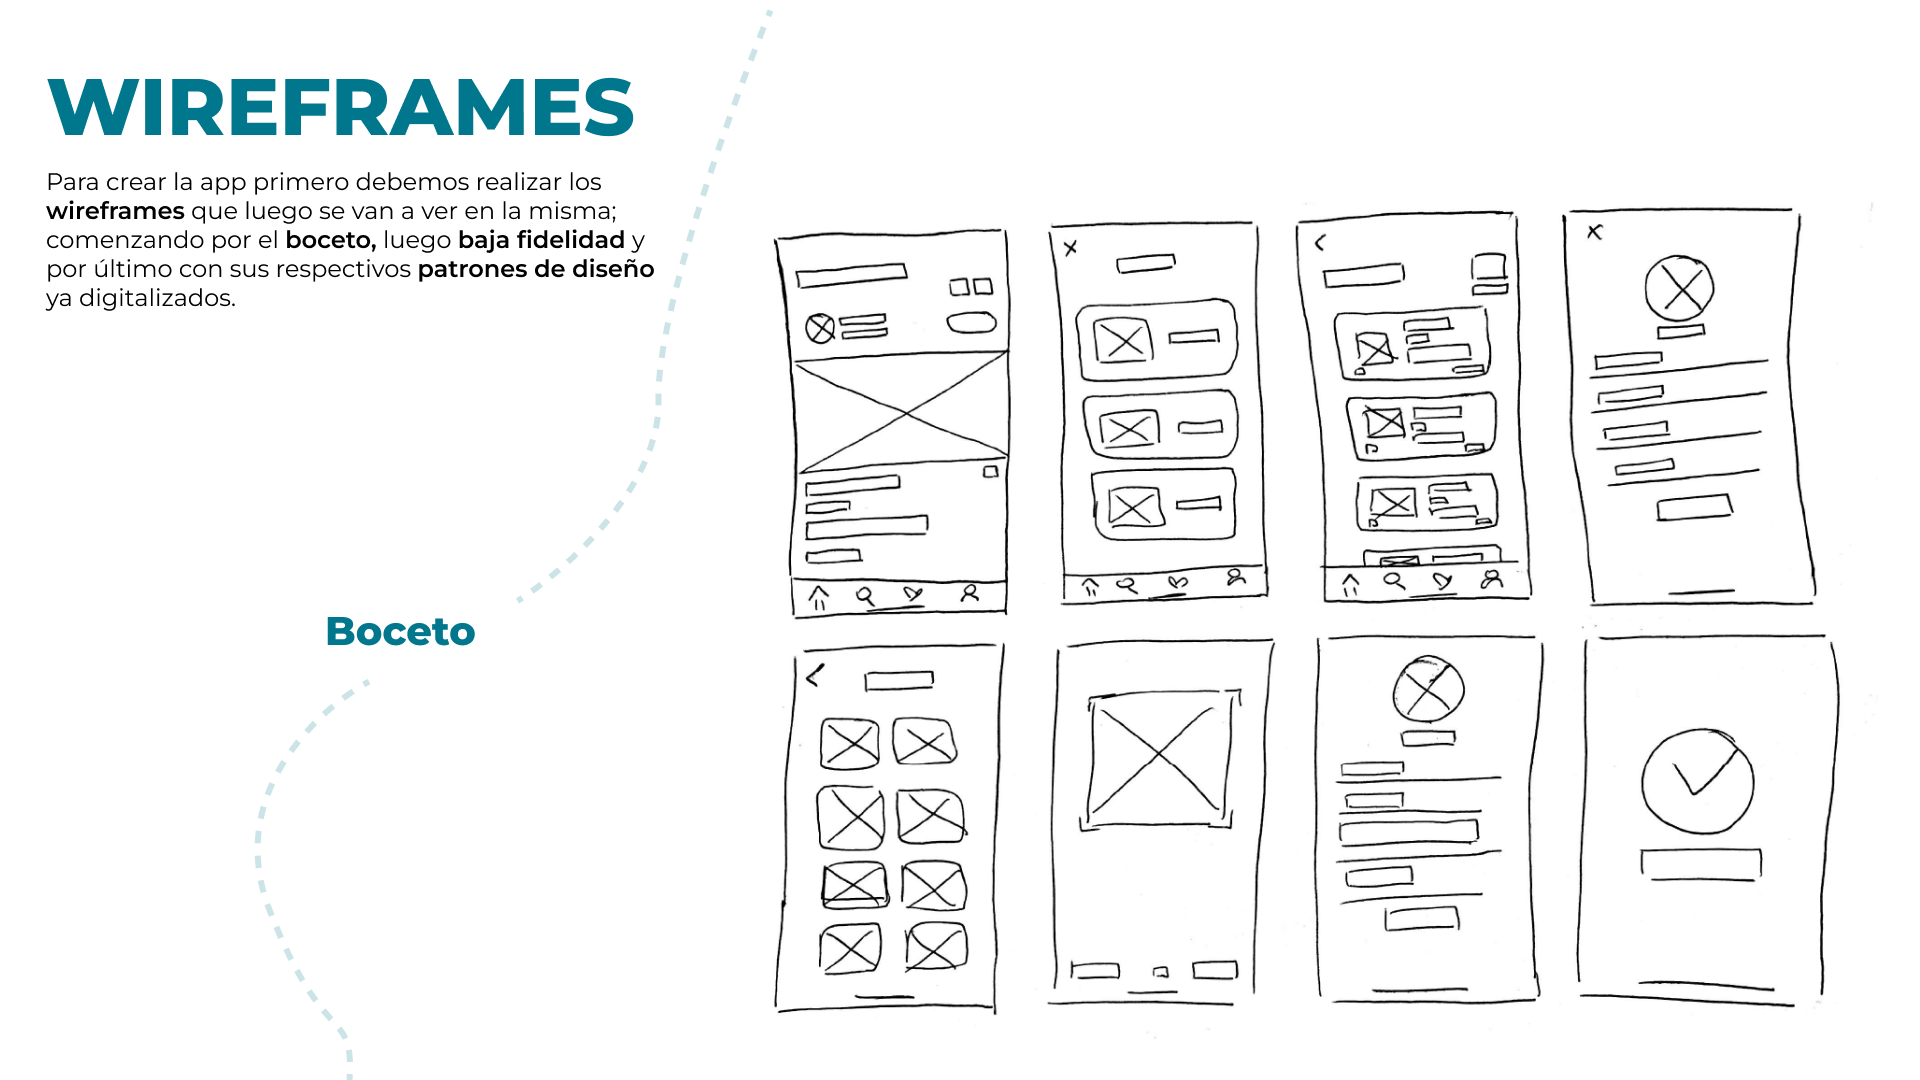 WIREFRAMES
Para crear la app primero debemos realizar los
wireframes que luego se van a ver en la misma;
comenzando por el boceto, luego baja fidelidad y
por último con sus respectivos patrones de diseño
ya digitalizados.
Boceto